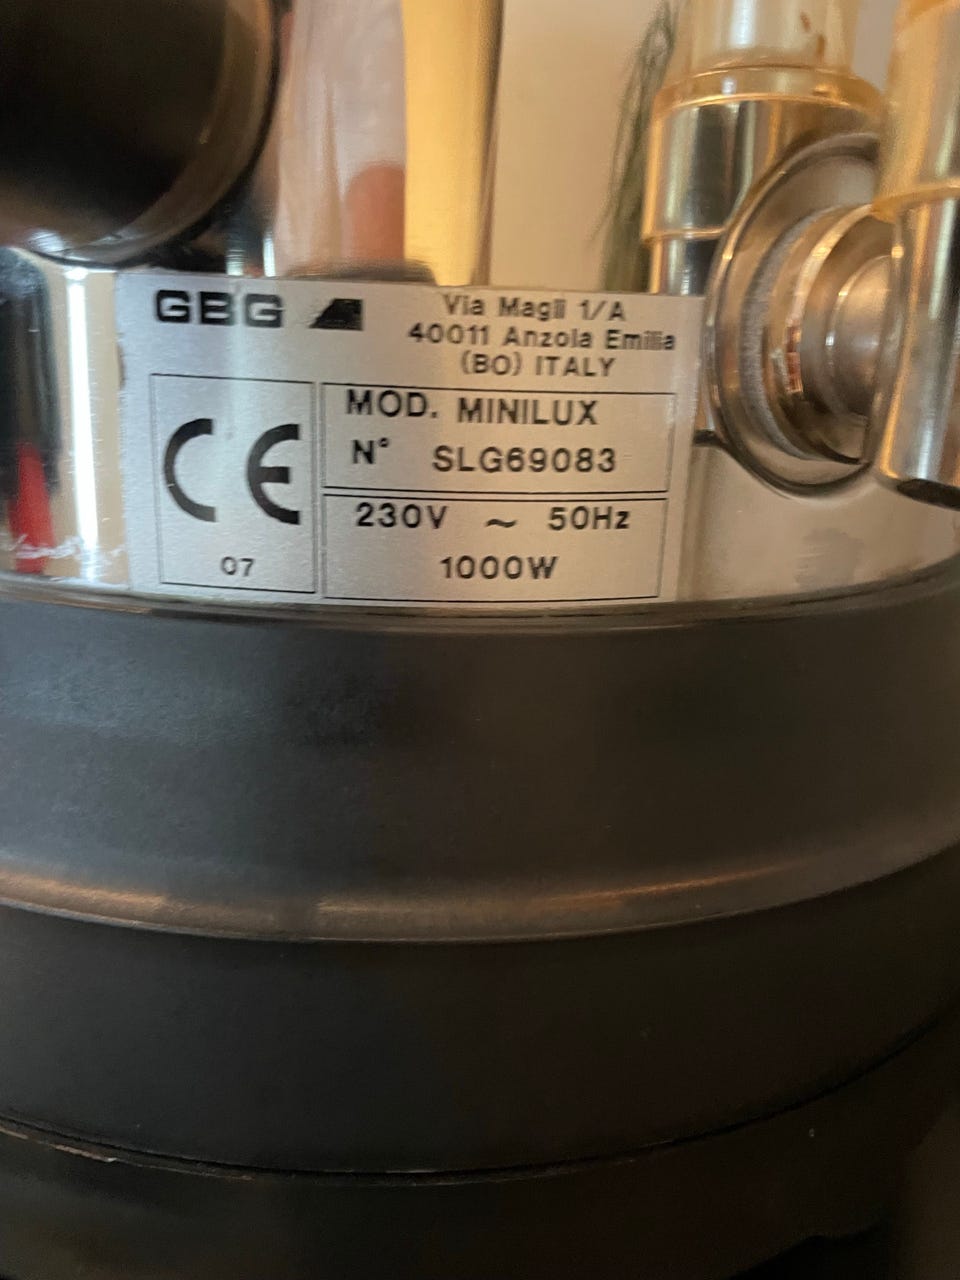 GBG
Via Magli 1/A
40011 Anzola Emilia
(BO) ITALY
CE
07
MOD. MINILUX
N° SLG69083
230V ~ 50Hz
1000W